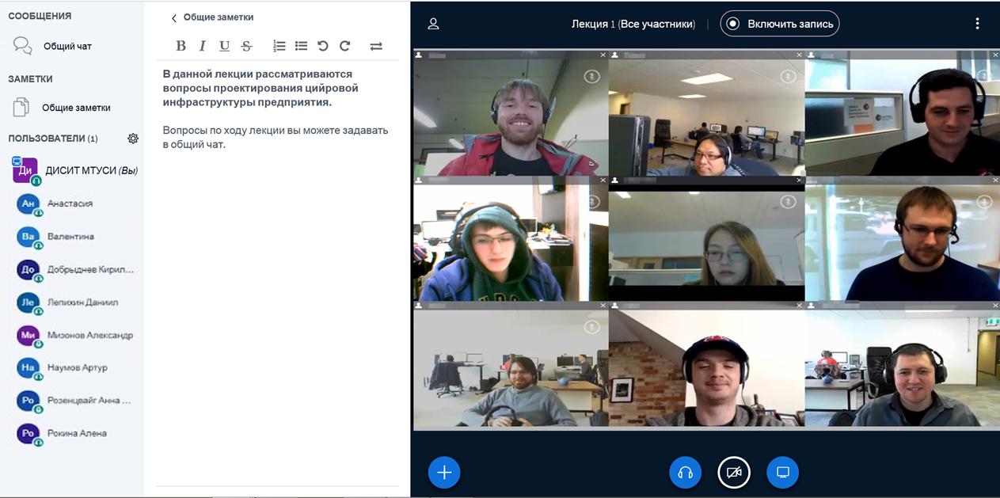 СООБЩЕНИЯ
Общий чат
ЗАМЕТКИ
Общие заметки
ПОЛЬЗОВАТЕЛИ (1)
Ди
ДИСИТ МТУСИ (Вы)
Ан
Анастасия
Ва
Валентина
До
Добрыднев Кирил...
Ле
Лепихин Даниил
Ми
Мизонов Александр
На
Наумов Артур
Ро
Розенцвайг Анна ...
Ро
Рокина Алена
Общие заметки
B I U S
В данной лекции рассматриваются
вопросы проектирования цийровой
инфраструктуры предприятия.
Вопросы по ходу лекции вы можете задавать
в общий чат.
Лекция 1 (Все участники)
Включить запись